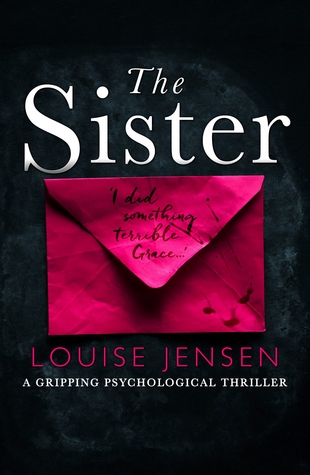 The
Sister
'I did
something
terrible
Grace...'
LOUISE JENSEN
A GRIPPING PSYCHOLOGICAL THRILLER